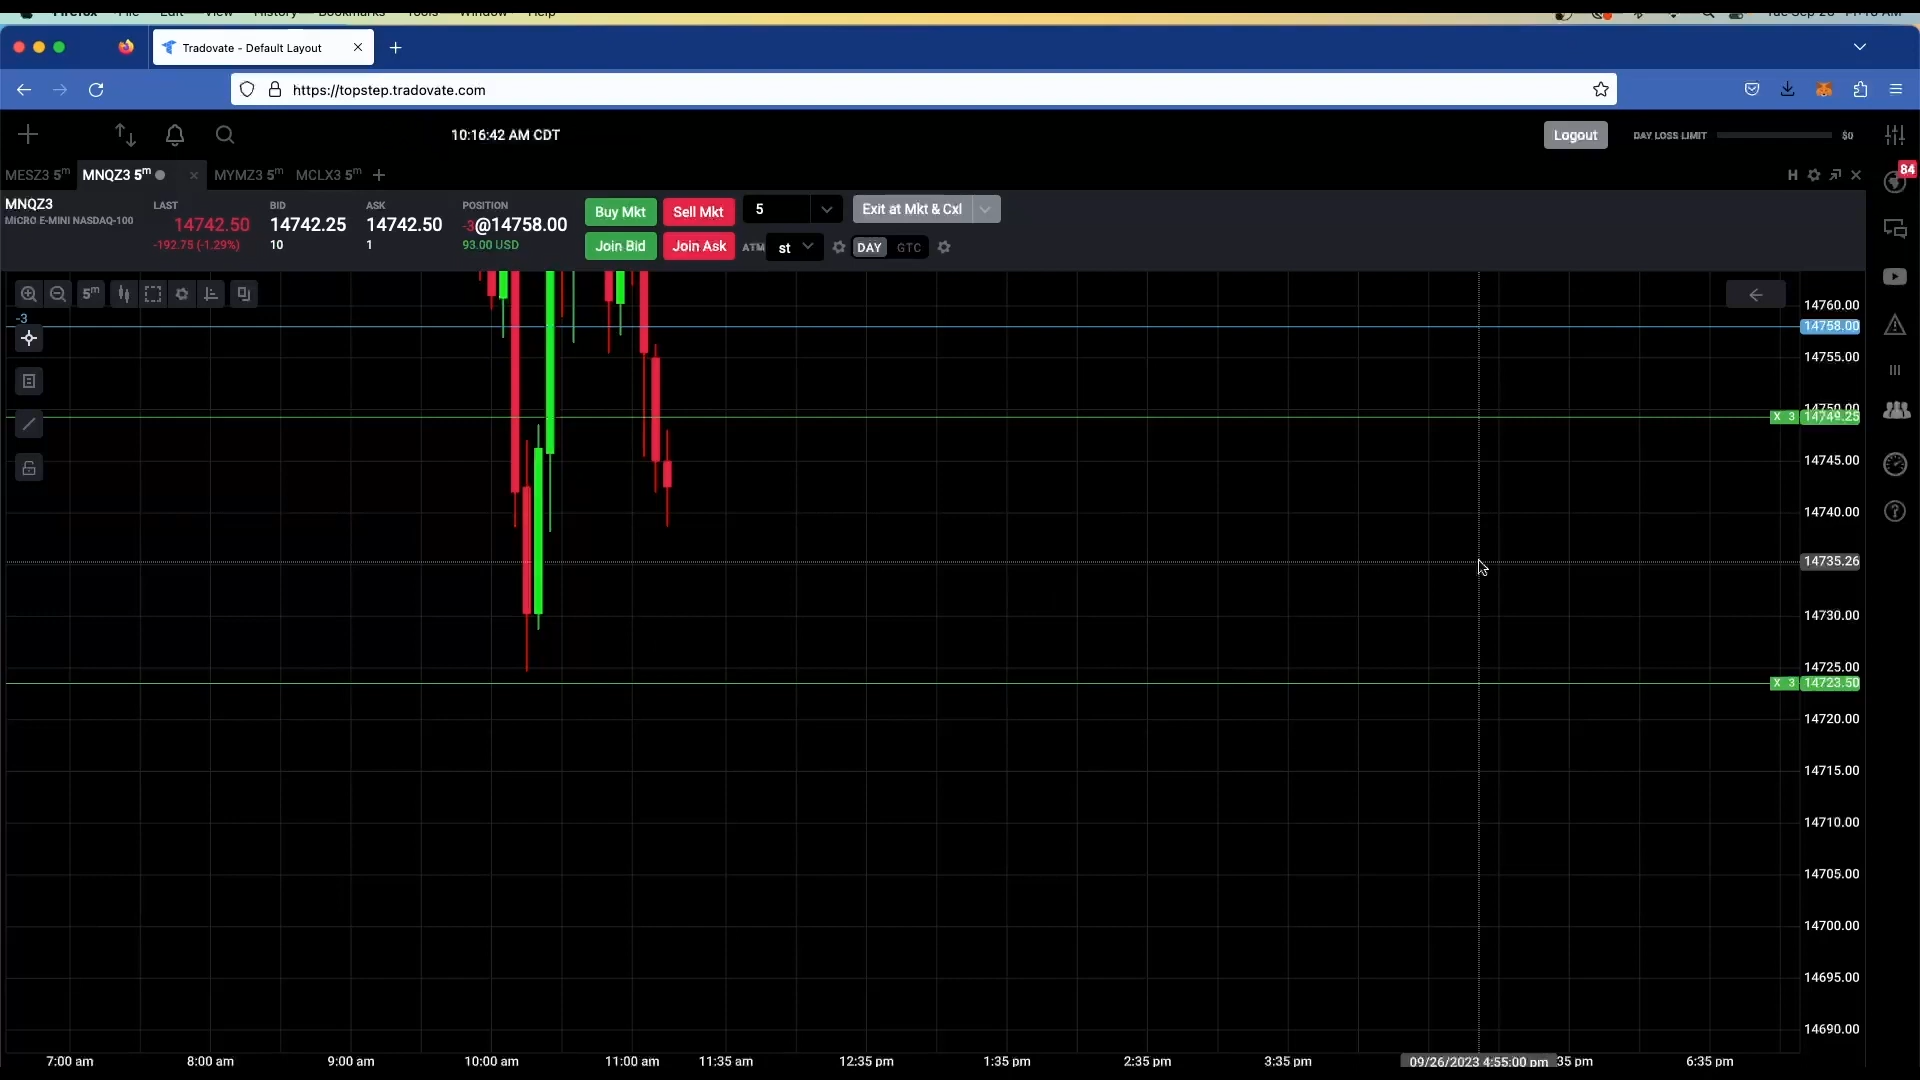 Tradovate - Default Layout
https://topstep.tradovate.com
10:16:42 AM CDT
Logout
DAY LOSS LIMIT
$0
84
MESZ3 5m
MNQZ3 5m
MYMZ3 5m
MCLX3 5m
H
MNQZ3
MICRO E-MINI NASDAQ-100
LAST
14742.50
-192.75 (-1.29%)
BID
14742.25
10
ASK
14742.50
1
POSITION
-3@14758.00
93.00 USD
Buy Mkt
Sell Mkt
5
Exit at Mkt & Cxl
Join Bid
Join Ask
ATM
st
DAY
GTC
5m
-3
14760.00
14758.00
14755.00
14750.00
X 3
14749.25
14745.00
14740.00
14735.26
14730.00
14725.00
X 3
14723.50
14720.00
14715.00
14710.00
14705.00
14700.00
14695.00
14690.00
7:00 am
8:00 am
9:00 am
10:00 am
11:00 am
11:35 am
12:35 pm
1:35 pm
2:35 pm
3:35 pm
09/26/2023 4:55:00 pm
35 pm
6:35 pm